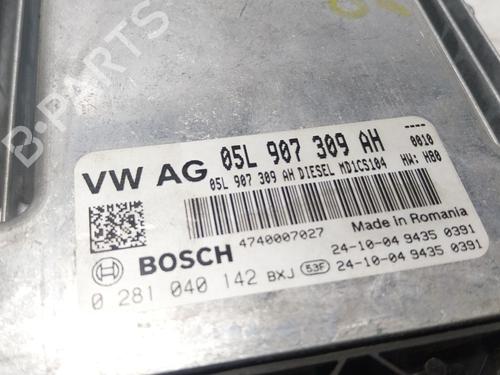 B-PARTS
VW AG 05L 907 309 AH
05L 907 309 AH DIESEL MD1CS104
0010
HW: H80
4740007027
BOSCH
Made in Romania
0 281 040 142 BXJ 53F
24-10-04 9435 0391
24-10-04 9435 0391